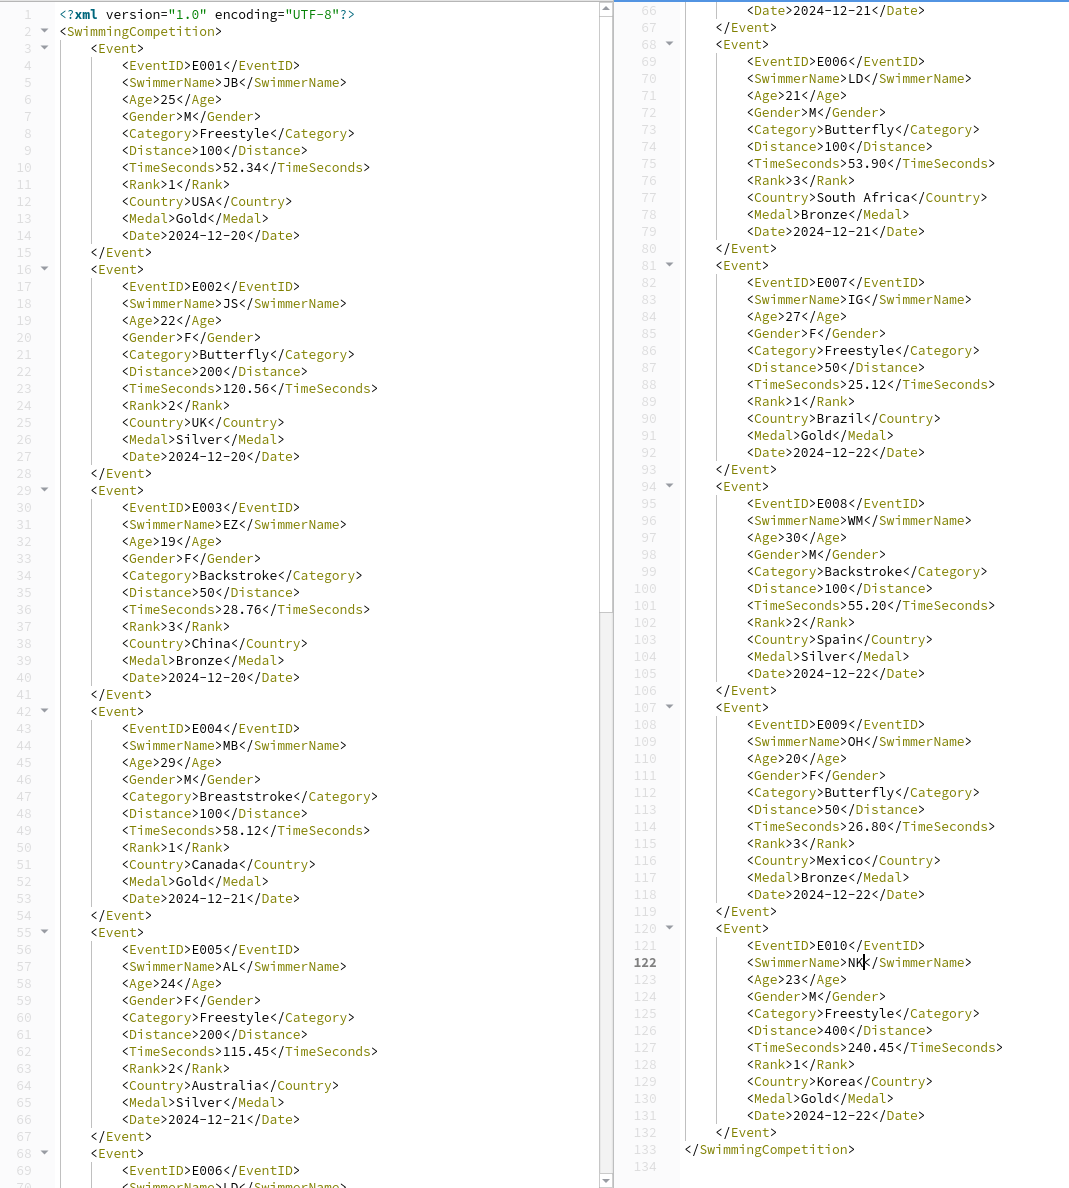 1 <?xml version="1.0" encoding="UTF-8"?>
2 <SwimmingCompetition>
3 <Event>
4 <EventID>E001</EventID>
5 <SwimmerName>JB</SwimmerName>
6 <Age>25</Age>
7 <Gender>M</Gender>
8 <Category>Freestyle</Category>
9 <Distance>100</Distance>
10 <TimeSeconds>52.34</TimeSeconds>
11 <Rank>1</Rank>
12 <Country>USA</Country>
13 <Medal>Gold</Medal>
14 <Date>2024-12-20</Date>
15 </Event>
16 <Event>
17 <EventID>E002</EventID>
18 <SwimmerName>JS</SwimmerName>
19 <Age>22</Age>
20 <Gender>F</Gender>
21 <Category>Butterfly</Category>
22 <Distance>200</Distance>
23 <TimeSeconds>120.56</TimeSeconds>
24 <Rank>2</Rank>
25 <Country>UK</Country>
26 <Medal>Silver</Medal>
27 <Date>2024-12-20</Date>
28 </Event>
29 <Event>
30 <EventID>E003</EventID>
31 <SwimmerName>EZ</SwimmerName>
32 <Age>19</Age>
33 <Gender>F</Gender>
34 <Category>Backstroke</Category>
35 <Distance>50</Distance>
36 <TimeSeconds>28.76</TimeSeconds>
37 <Rank>3</Rank>
38 <Country>China</Country>
39 <Medal>Bronze</Medal>
40 <Date>2024-12-20</Date>
41 </Event>
42 <Event>
43 <EventID>E004</EventID>
44 <SwimmerName>MB</SwimmerName>
45 <Age>29</Age>
46 <Gender>M</Gender>
47 <Category>Breaststroke</Category>
48 <Distance>100</Distance>
49 <TimeSeconds>58.12</TimeSeconds>
50 <Rank>1</Rank>
51 <Country>Canada</Country>
52 <Medal>Gold</Medal>
53 <Date>2024-12-21</Date>
54 </Event>
55 <Event>
56 <EventID>E005</EventID>
57 <SwimmerName>AL</SwimmerName>
58 <Age>24</Age>
59 <Gender>F</Gender>
60 <Category>Freestyle</Category>
61 <Distance>200</Distance>
62 <TimeSeconds>115.45</TimeSeconds>
63 <Rank>2</Rank>
64 <Country>Australia</Country>
65 <Medal>Silver</Medal>
66 <Date>2024-12-21</Date>
67 </Event>
68 <Event>
69 <EventID>E006</EventID>
70 <SwimmerName>LD</SwimmerName>
66 <Date>2024-12-21</Date>
67 </Event>
68 <Event>
69 <EventID>E006</EventID>
70 <SwimmerName>LD</SwimmerName>
71 <Age>21</Age>
72 <Gender>M</Gender>
73 <Category>Butterfly</Category>
74 <Distance>100</Distance>
75 <TimeSeconds>53.90</TimeSeconds>
76 <Rank>3</Rank>
77 <Country>South Africa</Country>
78 <Medal>Bronze</Medal>
79 <Date>2024-12-21</Date>
80 </Event>
81 <Event>
82 <EventID>E007</EventID>
83 <SwimmerName>IG</SwimmerName>
84 <Age>27</Age>
85 <Gender>F</Gender>
86 <Category>Freestyle</Category>
87 <Distance>50</Distance>
88 <TimeSeconds>25.12</TimeSeconds>
89 <Rank>1</Rank>
90 <Country>Brazil</Country>
91 <Medal>Gold</Medal>
92 <Date>2024-12-22</Date>
93 </Event>
94 <Event>
95 <EventID>E008</EventID>
96 <SwimmerName>WM</SwimmerName>
97 <Age>30</Age>
98 <Gender>M</Gender>
99 <Category>Backstroke</Category>
100 <Distance>100</Distance>
101 <TimeSeconds>55.20</TimeSeconds>
102 <Rank>2</Rank>
103 <Country>Spain</Country>
104 <Medal>Silver</Medal>
105 <Date>2024-12-22</Date>
106 </Event>
107 <Event>
108 <EventID>E009</EventID>
109 <SwimmerName>OH</SwimmerName>
110 <Age>20</Age>
111 <Gender>F</Gender>
112 <Category>Butterfly</Category>
113 <Distance>50</Distance>
114 <TimeSeconds>26.80</TimeSeconds>
115 <Rank>3</Rank>
116 <Country>Mexico</Country>
117 <Medal>Bronze</Medal>
118 <Date>2024-12-22</Date>
119 </Event>
120 <Event>
121 <EventID>E010</EventID>
122 <SwimmerName>NK</SwimmerName>
123 <Age>23</Age>
124 <Gender>M</Gender>
125 <Category>Freestyle</Category>
126 <Distance>400</Distance>
127 <TimeSeconds>240.45</TimeSeconds>
128 <Rank>1</Rank>
129 <Country>Korea</Country>
130 <Medal>Gold</Medal>
131 <Date>2024-12-22</Date>
132 </Event>
133 </SwimmingCompetition>
134